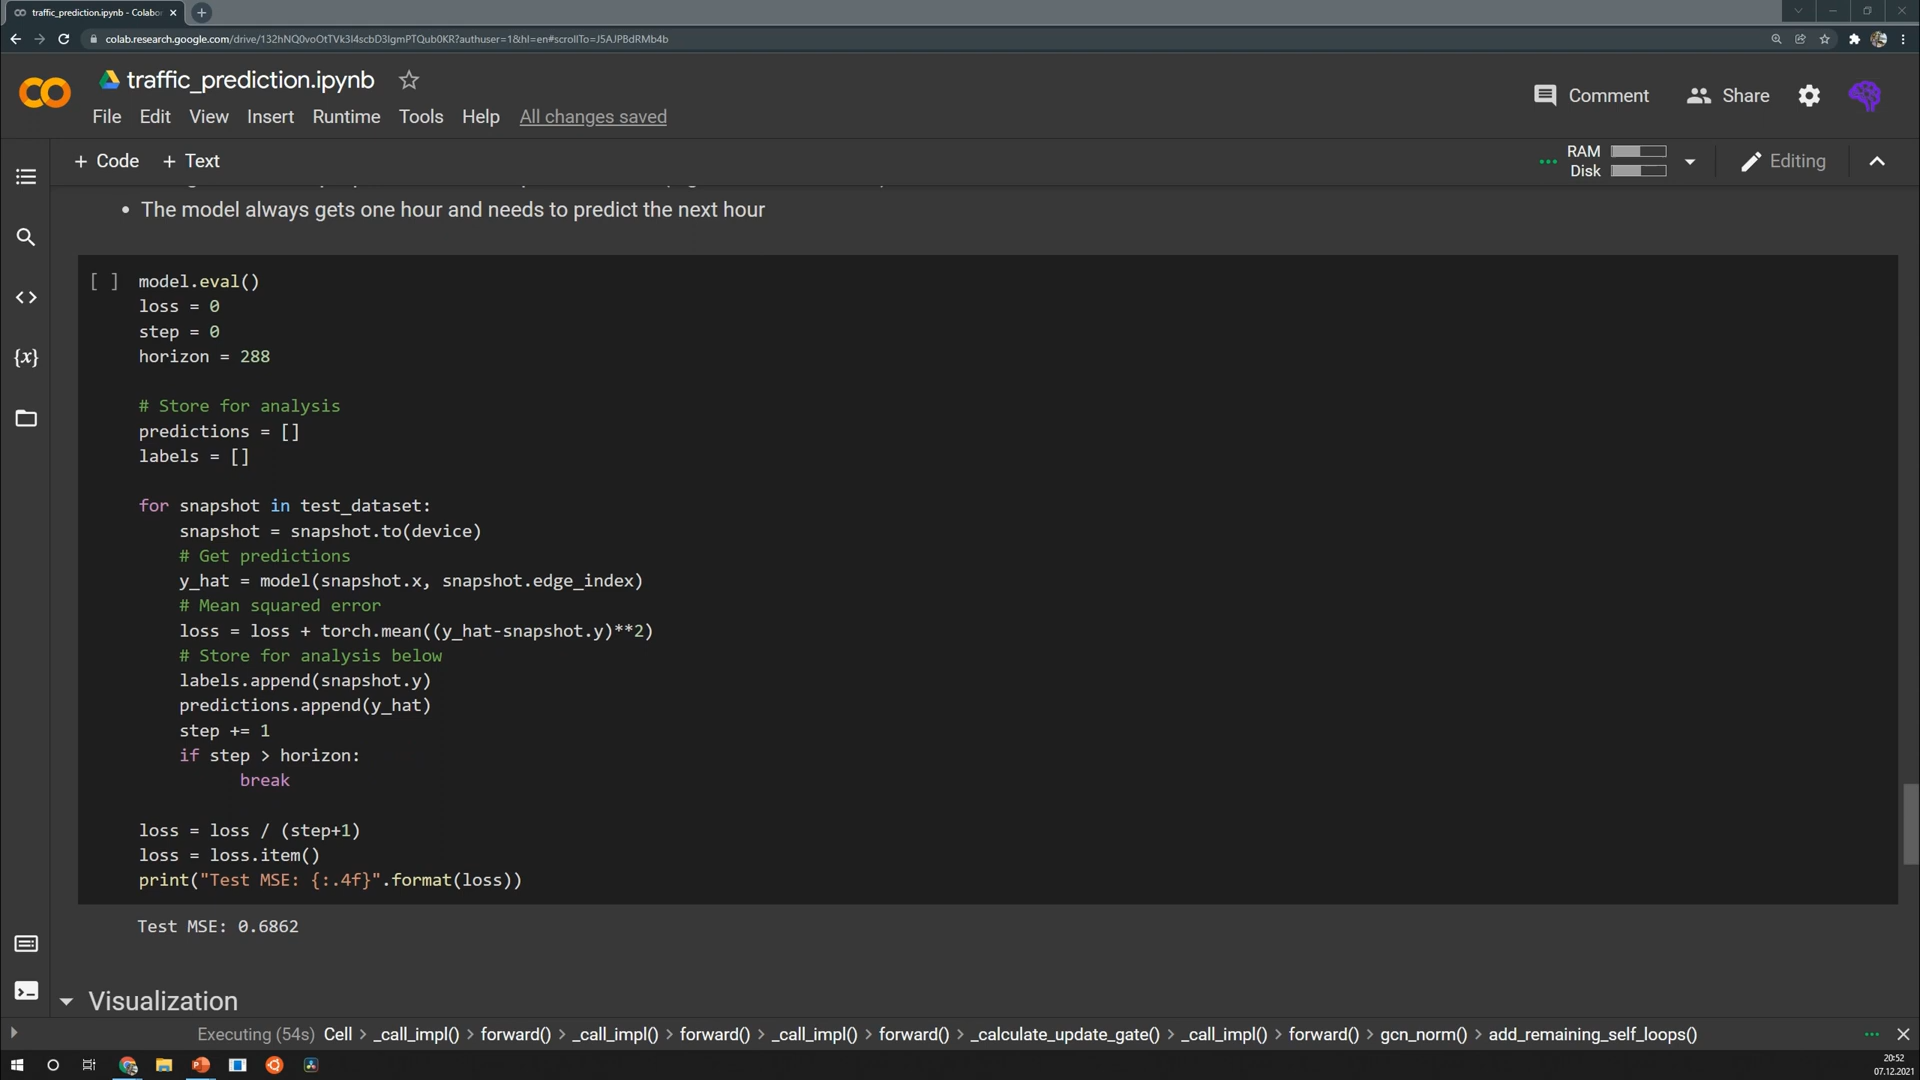 traffic_prediction.ipynb - Colabo
colab.research.google.com/drive/132hNQ0voOtTVk3l4scbD3lgmPTQub0KR?authuser=1&hl=en#scrollTo=J5AJPBdRMb4b
traffic_prediction.ipynb
Comment
Share
File Edit View Insert Runtime Tools Help All changes saved
+ Code + Text
RAM
Disk
Editing
• The model always gets one hour and needs to predict the next hour
[ ] model.eval()
loss = 0
step = 0
horizon = 288
# Store for analysis
predictions = []
labels = []
for snapshot in test_dataset:
snapshot = snapshot.to(device)
# Get predictions
y_hat = model(snapshot.x, snapshot.edge_index)
# Mean squared error
loss = loss + torch.mean((y_hat-snapshot.y)**2)
# Store for analysis below
labels.append(snapshot.y)
predictions.append(y_hat)
step += 1
if step > horizon:
break
loss = loss / (step+1)
loss = loss.item()
print("Test MSE: {:.4f}".format(loss))
Test MSE: 0.6862
Visualization
Executing (54s) Cell > _call_impl() > forward() > _call_impl() > forward() > _call_impl() > forward() > _calculate_update_gate() > _call_impl() > forward() > gcn_norm() > add_remaining_self_loops()
20:52
07.12.2021